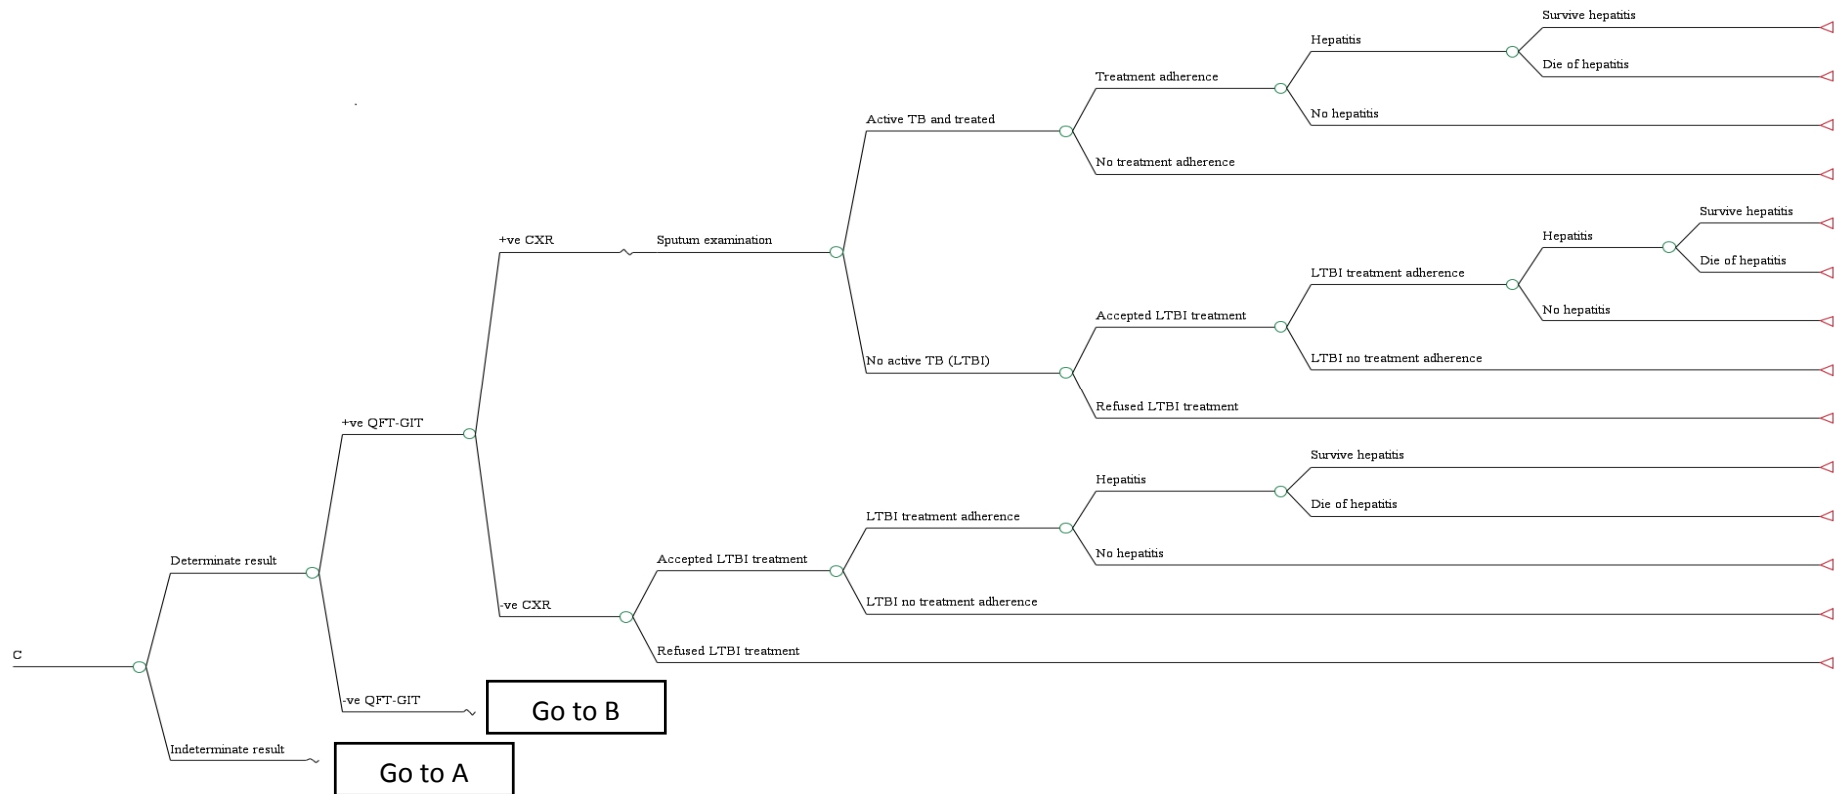 Survive hepatitis
Hepatitis
Die of hepatitis
Treatment adherence
No hepatitis
Active TB and treated
No treatment adherence
Survive hepatitis
Hepatitis
+ve CXR
Sputum examination
Die of hepatitis
LTBI treatment adherence
No hepatitis
Accepted LTBI treatment
LTBI no treatment adherence
No active TB (LTBI)
Refused LTBI treatment
+ve QFT-GIT
Survive hepatitis
Hepatitis
Die of hepatitis
LTBI treatment adherence
No hepatitis
Accepted LTBI treatment
Determinate result
LTBI no treatment adherence
-ve CXR
Refused LTBI treatment
C
-ve QFT-GIT
Go to B
Indeterminate result
Go to A